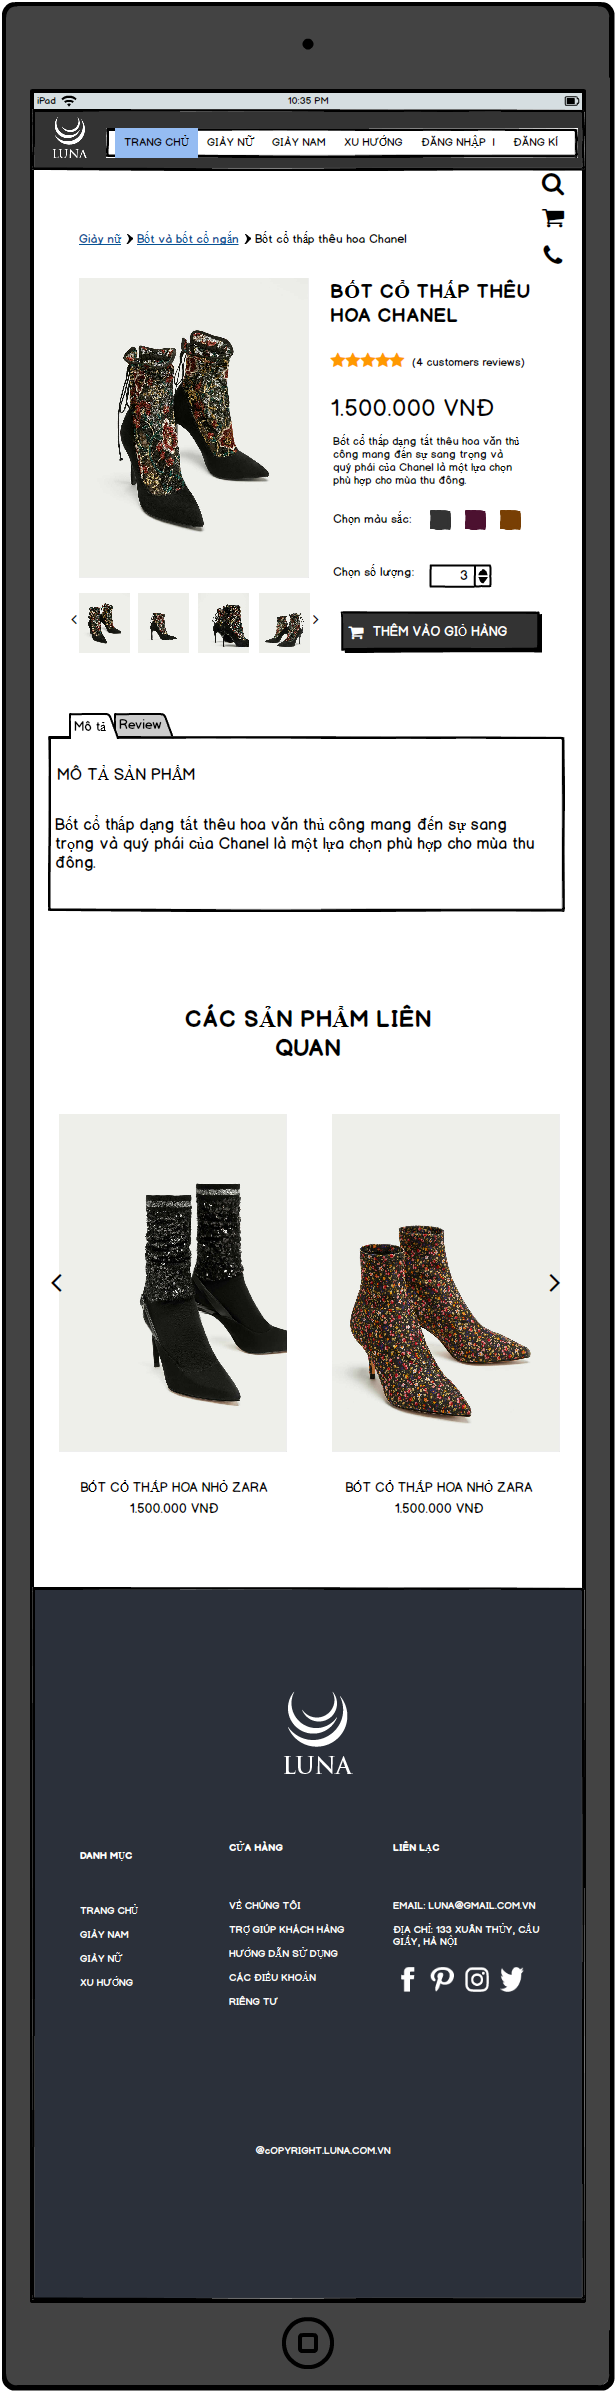 iPad
10:35 PM
LUNA
TRANG CHỦ GIÀY NỮ GIÀY NAM XU HƯỚNG ĐĂNG NHẬP I ĐĂNG KÍ
Giày nữ Bốt và bốt cổ ngắn Bốt cổ thấp thêu hoa Chanel
BỐT CỔ THẤP THÊU
HOA CHANEL
(4 customers reviews)
1.500.000 VNĐ
Bốt cổ thấp dạng tất thêu hoa văn thủ
công mang đến sự sang trọng và
quý phái của Chanel là một lựa chọn
phù hợp cho mùa thu đông.
Chọn màu sắc:
Chọn số lượng: 3
THÊM VÀO GIỎ HÀNG
Mô tả Review
MÔ TẢ SẢN PHẨM
Bốt cổ thấp dạng tất thêu hoa văn thủ công mang đến sự sang
trọng và quý phái của Chanel là một lựa chọn phù hợp cho mùa thu
đông.
CÁC SẢN PHẨM LIÊN
QUAN
BỐT CỔ THẤP HOA NHỎ ZARA
1.500.000 VNĐ
BỐT CỔ THẤP HOA NHỎ ZARA
1.500.000 VNĐ
LUNA
DANH MỤC
TRANG CHỦ
GIÀY NAM
GIÀY NỮ
XU HƯỚNG
CỬA HÀNG
VỀ CHÚNG TÔI
TRỢ GIÚP KHÁCH HÀNG
HƯỚNG DẪN SỬ DỤNG
CÁC ĐIỀU KHOẢN
RIÊNG TƯ
LIÊN LẠC
EMAIL: LUNA@GMAIL.COM.VN
ĐỊA CHỈ: 133 XUÂN THỦY, CẦU
GIẤY, HÀ NỘI
@cOPYRIGHT.LUNA.COM.VN